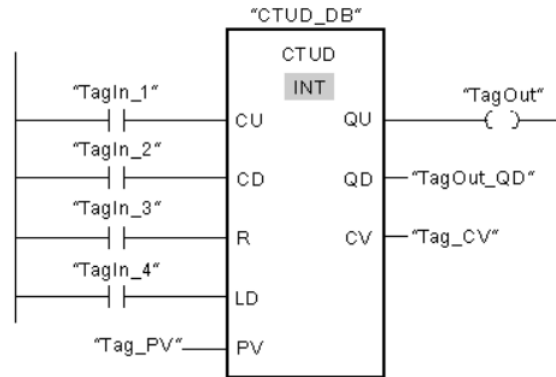 "CTUD_DB"
CTUD
INT
"TagIn_1"
CU
QU
"TagOut"
"TagIn_2"
CD
QD
"TagOut_QD"
"TagIn_3"
R
CV
"Tag_CV"
"TagIn_4"
LD
"Tag_PV"
PV